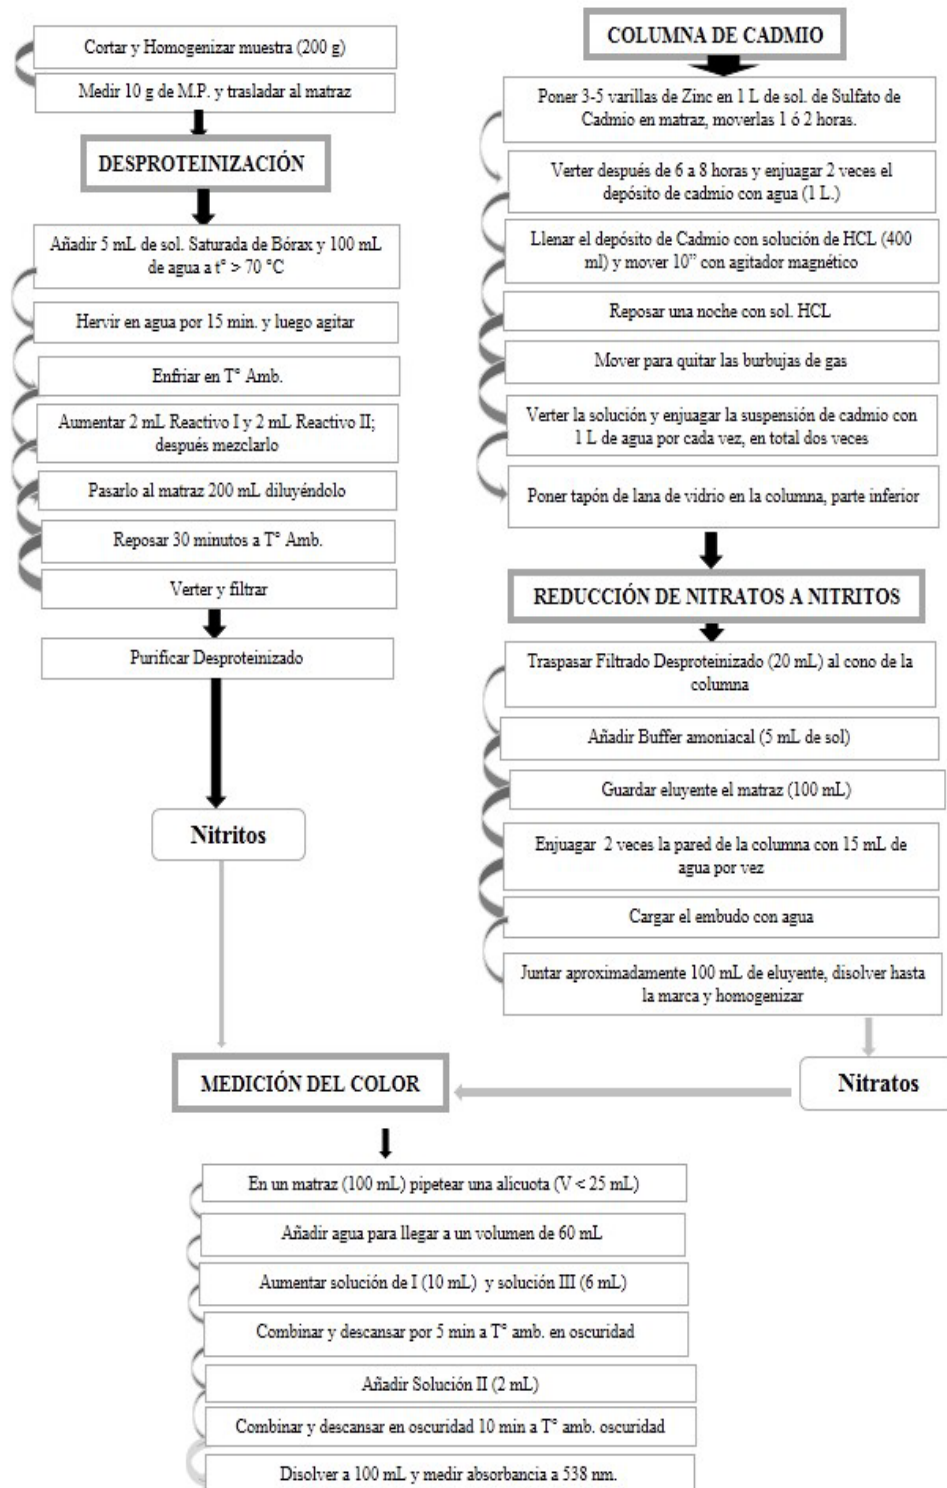 Cortar y Homogenizar muestra (200 g)
Medir 10 g de M.P. y trasladar al matraz
DESPROTEINIZACIÓN
Añadir 5 mL de sol. Saturada de Bórax y 100 mL
de agua a t° > 70 °C
Hervir en agua por 15 min. y luego agitar
Enfriar en T° Amb.
Aumentar 2 mL Reactivo I y 2 mL Reactivo II;
después mezclarlo
Pasarlo al matraz 200 mL diluyéndolo
Reposar 30 minutos a T° Amb.
Verter y filtrar
Purificar Desproteinizado
Nitritos
COLUMNA DE CADMIO
Poner 3-5 varillas de Zinc en 1 L de sol. de Sulfato de
Cadmio en matraz, moverlas 1 ó 2 horas.
Verter después de 6 a 8 horas y enjuagar 2 veces el
depósito de cadmio con agua (1 L.)
Llenar el depósito de Cadmio con solución de HCL (400
ml) y mover 10” con agitador magnético
Reposar una noche con sol. HCL
Mover para quitar las burbujas de gas
Verter la solución y enjuagar la suspensión de cadmio con
1 L de agua por cada vez, en total dos veces
Poner tapón de lana de vidrio en la columna, parte inferior
REDUCCIÓN DE NITRATOS A NITRITOS
Traspasar Filtrado Desproteinizado (20 mL) al cono de la
columna
Añadir Buffer amoniacal (5 mL de sol)
Guardar eluyente el matraz (100 mL)
Enjuagar 2 veces la pared de la columna con 15 mL de
agua por vez
Cargar el embudo con agua
Juntar aproximadamente 100 mL de eluyente, disolver hasta
la marca y homogenizar
Nitratos
MEDICIÓN DEL COLOR
En un matraz (100 mL) pipetear una alícuota (V < 25 mL)
Añadir agua para llegar a un volumen de 60 mL
Aumentar solución de I (10 mL) y solución III (6 mL)
Combinar y descansar por 5 min a T° amb. en oscuridad
Añadir Solución II (2 mL)
Combinar y descansar en oscuridad 10 min a T° amb. oscuridad
Disolver a 100 mL y medir absorbancia a 538 nm.